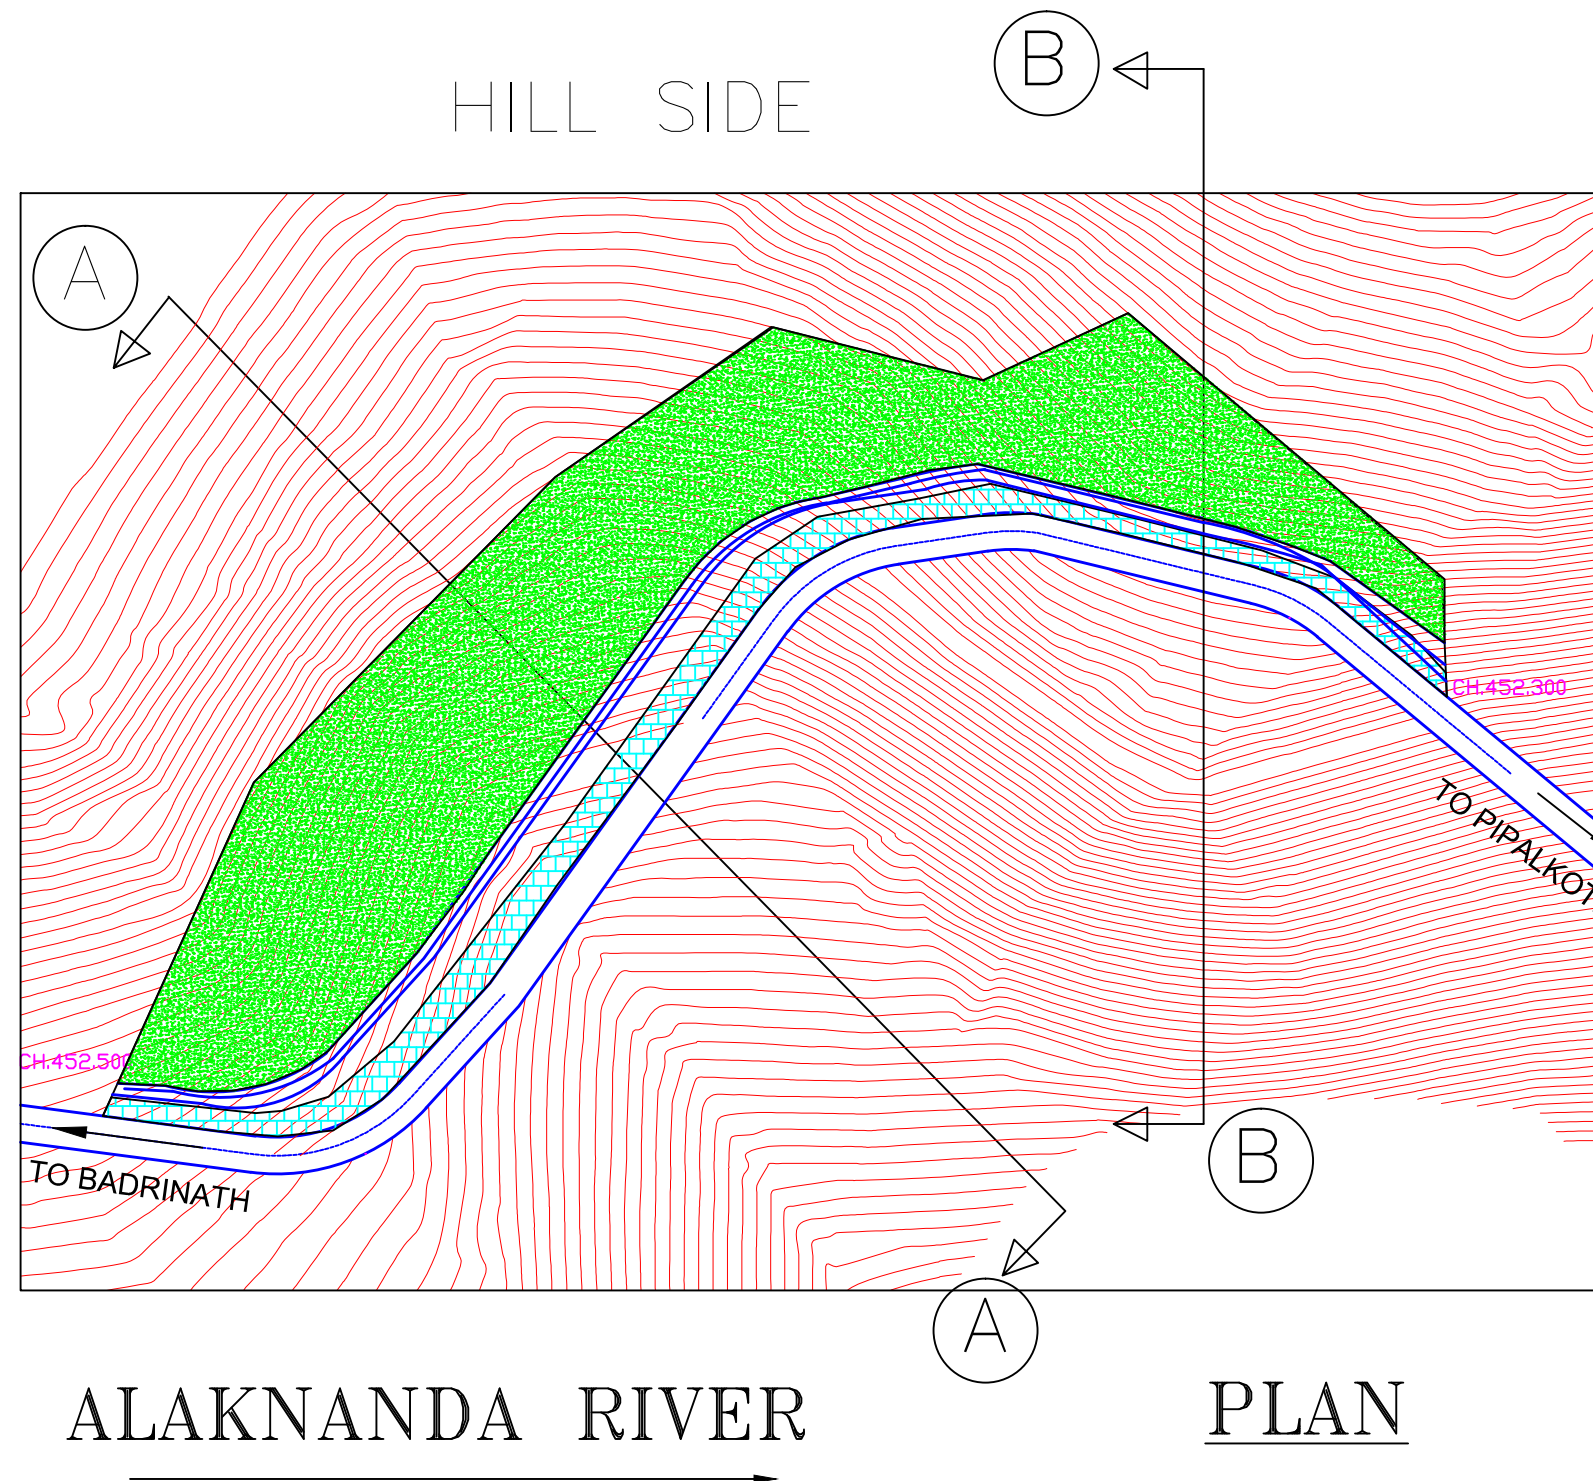 B
HILL SIDE
A
CH.452.300
TO PIPALKOT
CH.452.500
TO BADRINATH
B
A
ALAKNANDA RIVER
PLAN